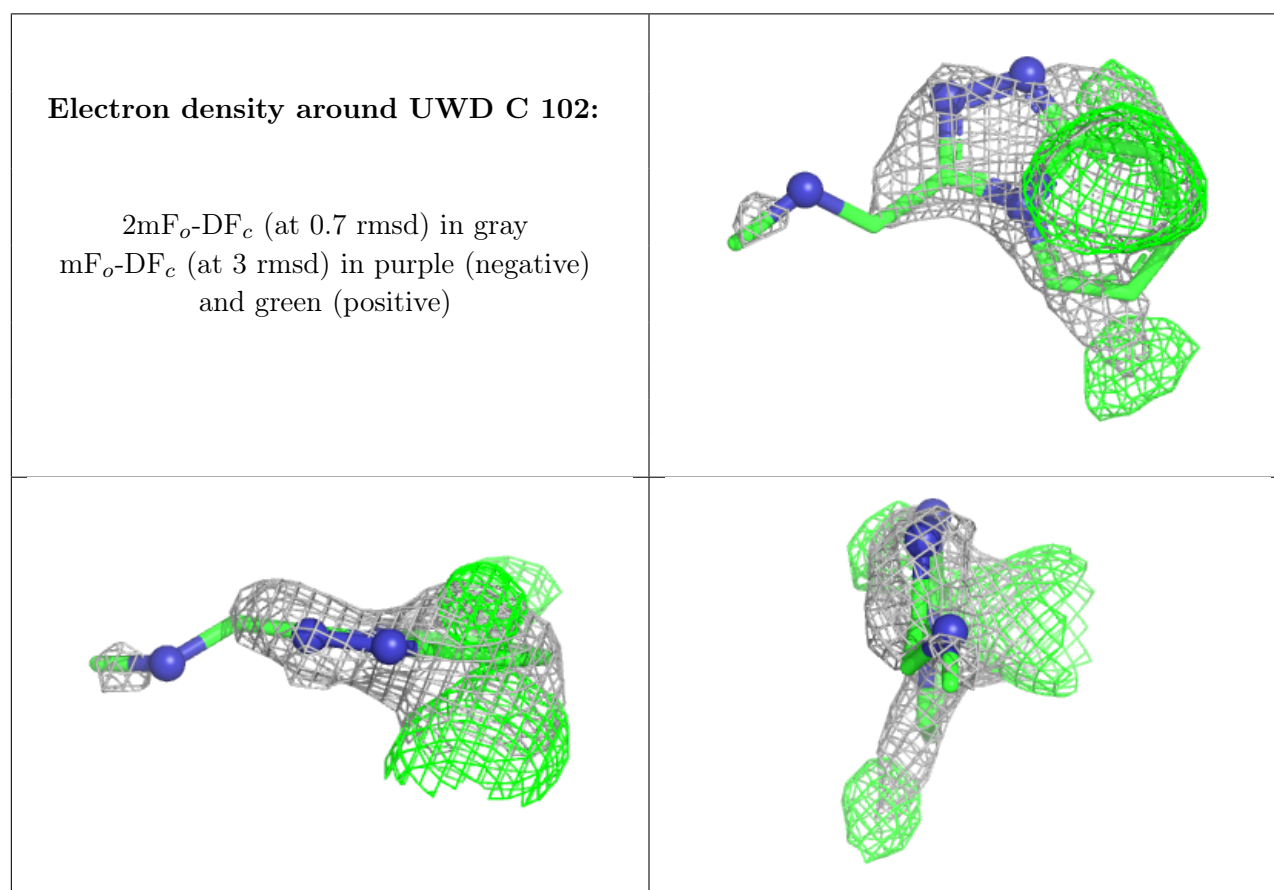 Electron density around UWD C 102:
2mFo-DFc (at 0.7 rmsd) in gray
mFo-DFc (at 3 rmsd) in purple (negative)
and green (positive)